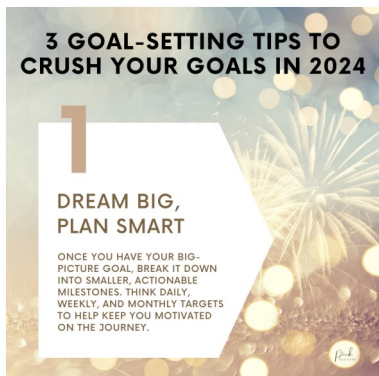 3 GOAL-SETTING TIPS TO
CRUSH YOUR GOALS IN 2024
1
DREAM BIG,
PLAN SMART
ONCE YOU HAVE YOUR BIG-
PICTURE GOAL, BREAK IT DOWN
INTO SMALLER, ACTIONABLE
MILESTONES. THINK DAILY,
WEEKLY, AND MONTHLY TARGETS
TO HELP KEEP YOU MOTIVATED
ON THE JOURNEY.
Pink